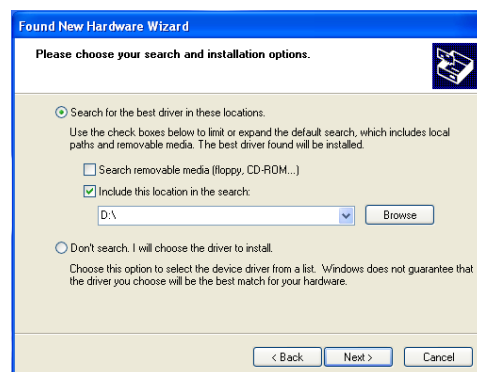 Found New Hardware Wizard
Please choose your search and installation options.
Search for the best driver in these locations.
Use the check boxes below to limit or expand the default search, which includes local
paths and removable media. The best driver found will be installed.
Search removable media (floppy, CD-ROM...)
Include this location in the search:
D:\
Browse
Don't search. I will choose the driver to install.
Choose this option to select the device driver from a list. Windows does not guarantee that
the driver you choose will be the best match for your hardware.
< Back
Next >
Cancel